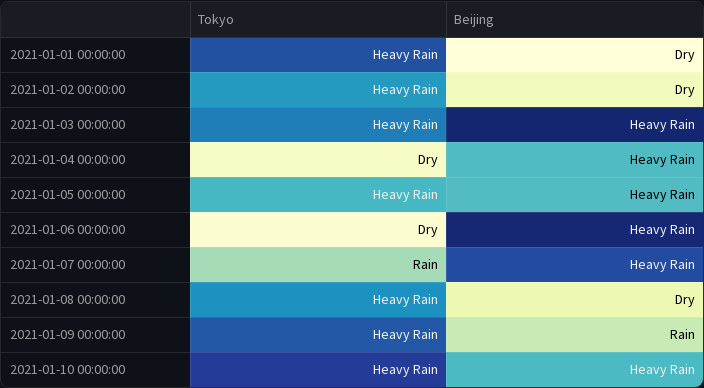 Tokyo Beijing
2021-01-01 00:00:00 Heavy Rain Dry
2021-01-02 00:00:00 Heavy Rain Dry
2021-01-03 00:00:00 Heavy Rain Heavy Rain
2021-01-04 00:00:00 Dry Heavy Rain
2021-01-05 00:00:00 Heavy Rain Heavy Rain
2021-01-06 00:00:00 Dry Heavy Rain
2021-01-07 00:00:00 Rain Heavy Rain
2021-01-08 00:00:00 Heavy Rain Dry
2021-01-09 00:00:00 Heavy Rain Rain
2021-01-10 00:00:00 Heavy Rain Heavy Rain